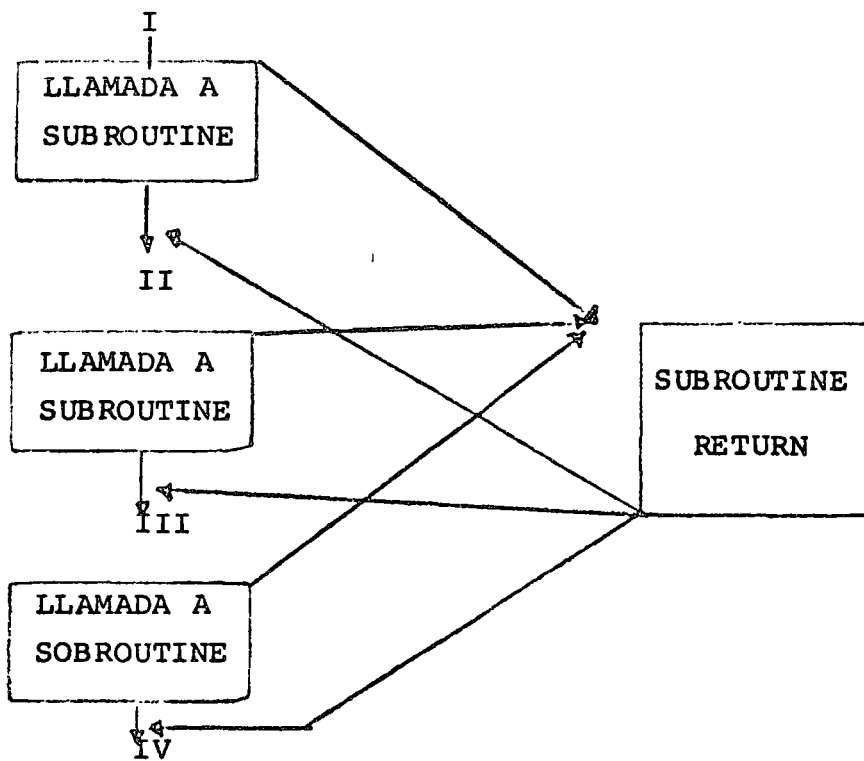 I
LLAMADA A
SUBROUTINE
II
LLAMADA A
SUBROUTINE
SUBROUTINE
RETURN
III
LLAMADA A
SOBROUTINE
IV